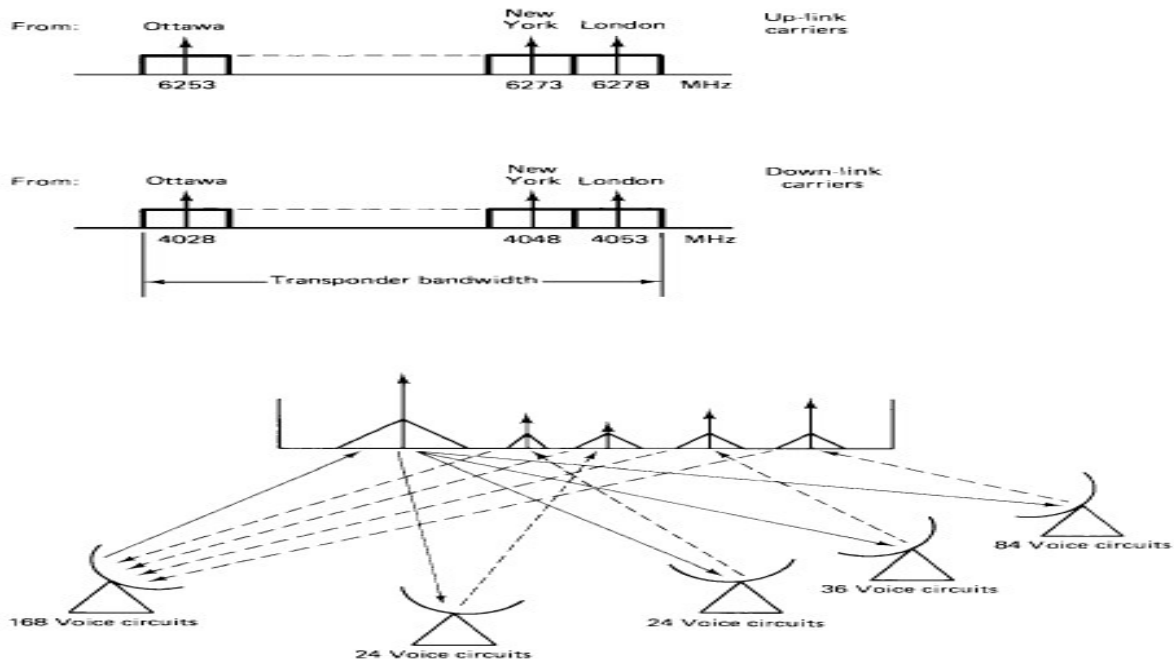 From: Ottawa New York London Up-link carriers
6253 6273 6278 MHz
From: Ottawa New York London Down-link carriers
4028 4048 4053 MHz
Transponder bandwidth
84 Voice circuits
36 Voice circuits
168 Voice circuits
24 Voice circuits
24 Voice circuits